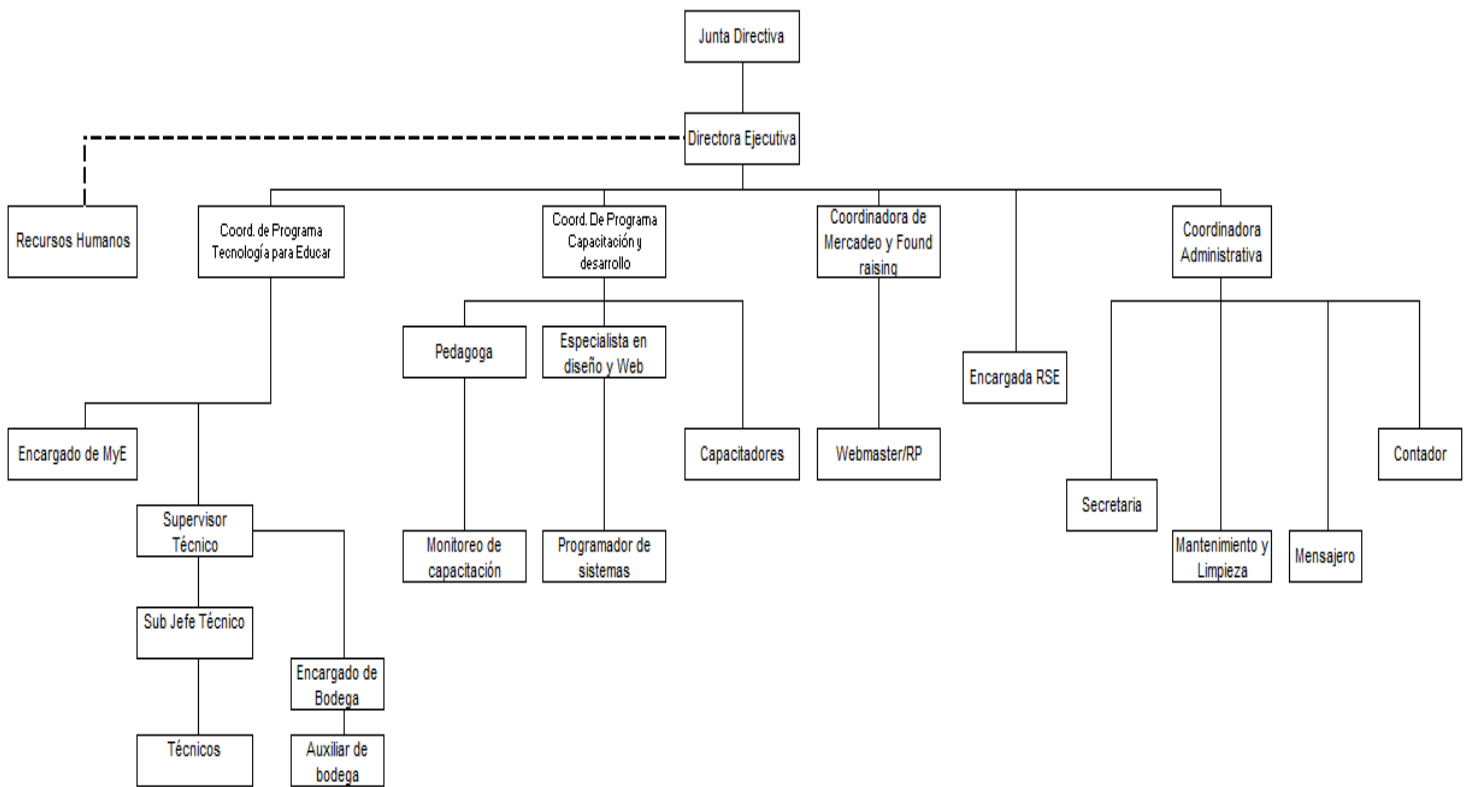 Junta Directiva
Directora Ejecutiva
Recursos Humanos
Coord. de Programa
Tecnología para Educar
Coord. De Programa
Capacitación y
desarrollo
Coordinadora de
Mercadeo y Found
raising
Coordinadora
Administrativa
Pedagoga
Especialista en
diseño y Web
Encargada RSE
Encargado de MyE
Capacitadores
Webmaster/RP
Contador
Secretaria
Supervisor
Técnico
Monitoreo de
capacitación
Programador de
sistemas
Mantenimiento y
Limpieza
Mensajero
Sub Jefe Técnico
Encargado de
Bodega
Técnicos
Auxiliar de
bodega